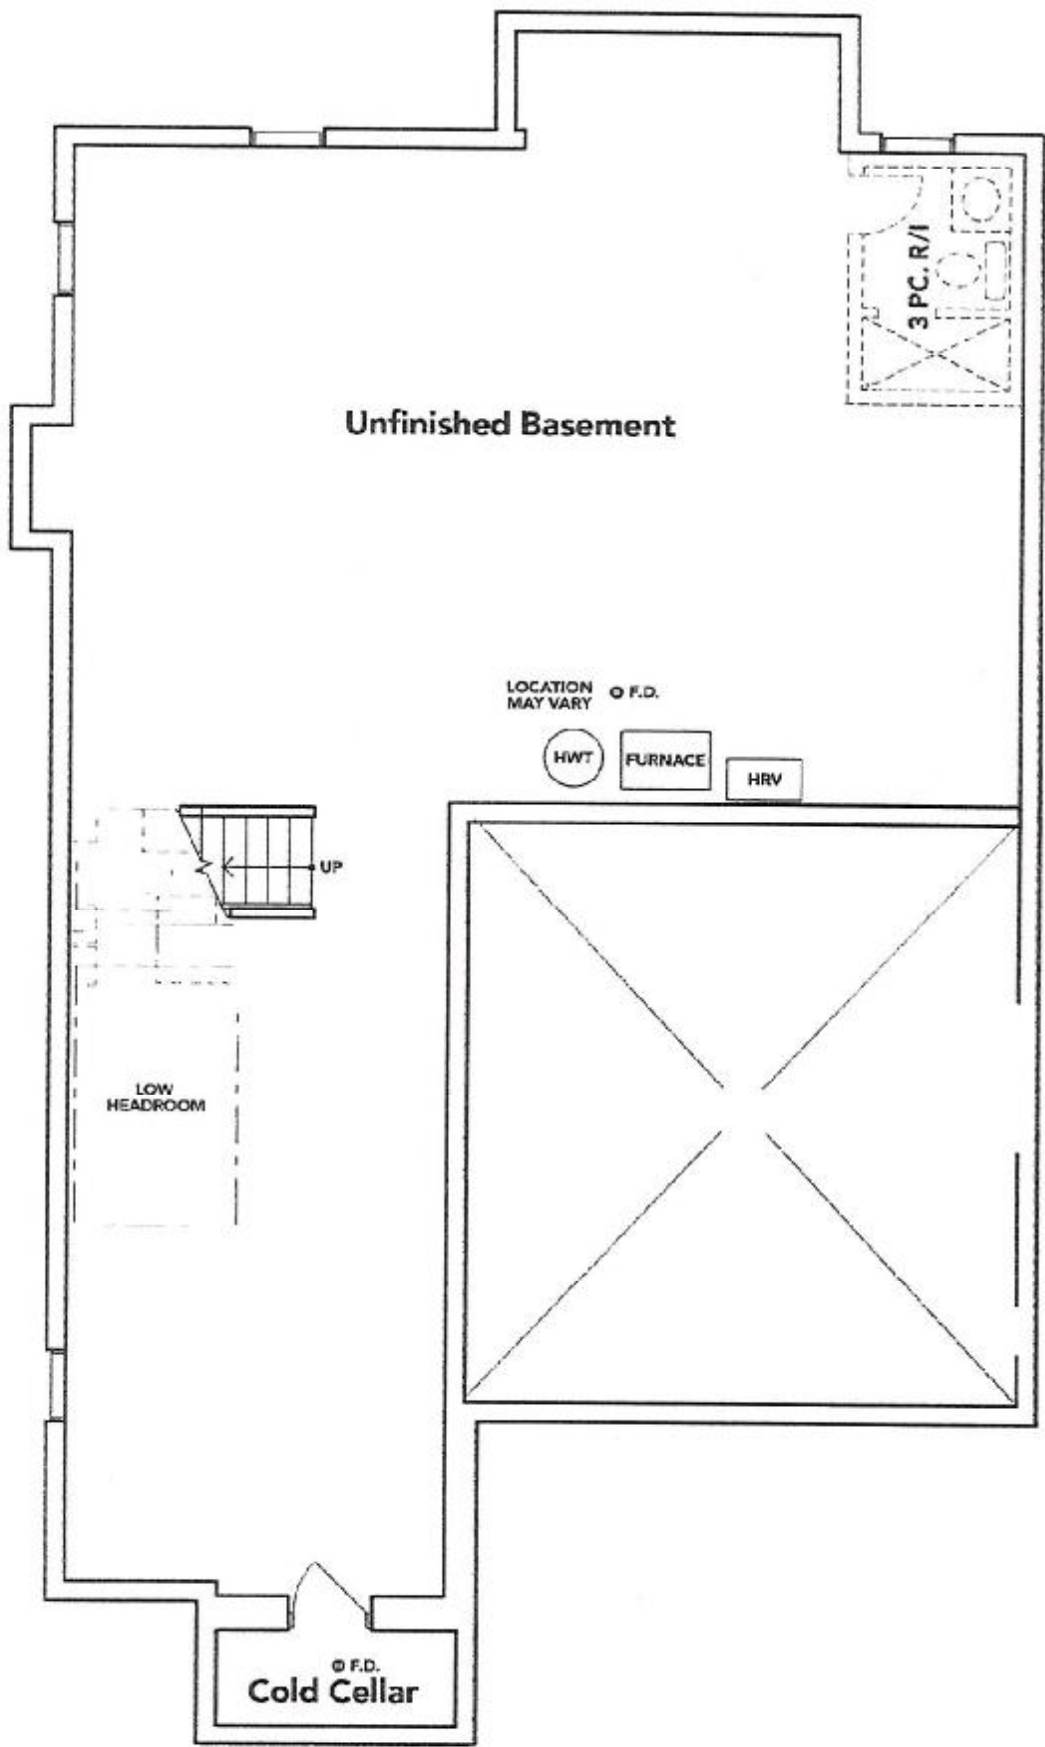 3 PC. R/I
Unfinished Basement
LOCATION
MAY VARY
F.D.
HWT
FURNACE
HRV
UP
LOW
HEADROOM
F.D.
Cold Cellar